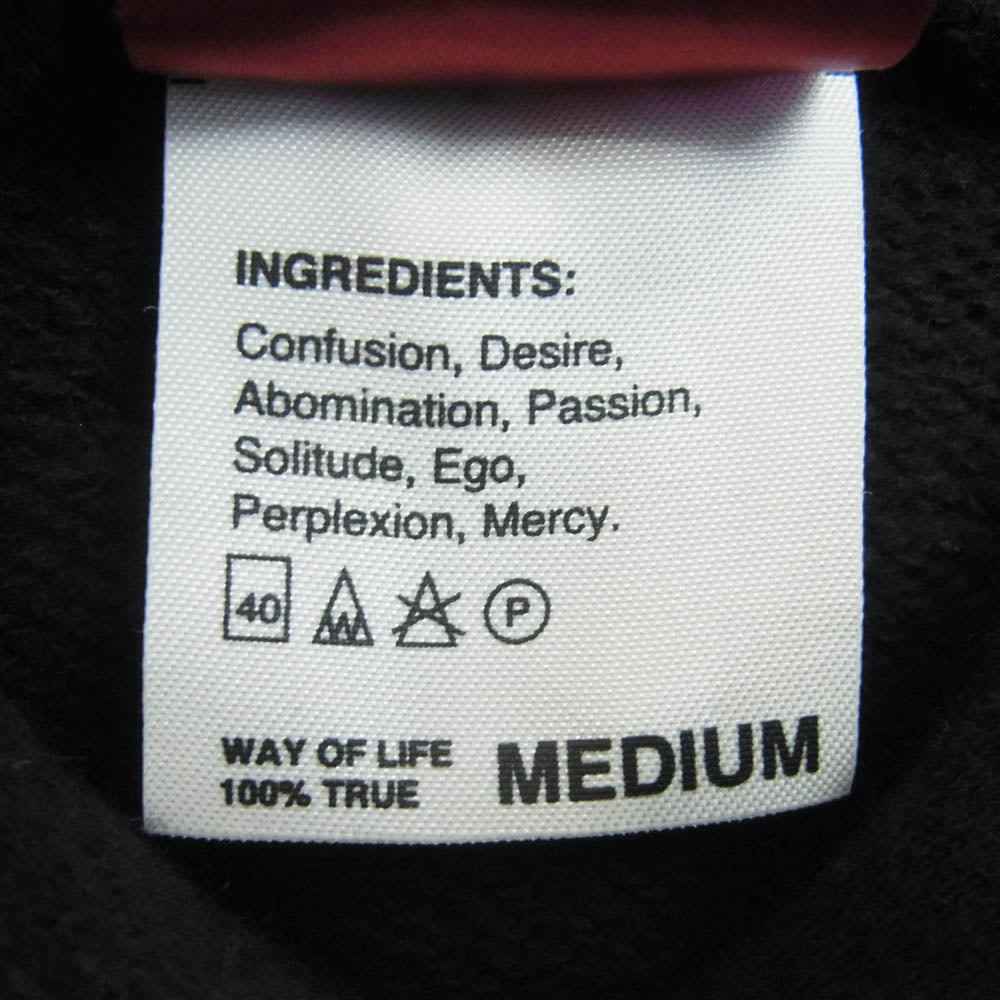 INGREDIENTS:
Confusion, Desire,
Abomination, Passion,
Solitude, Ego,
Perplexion, Mercy.
40 P
WAY OF LIFE
100% TRUE
MEDIUM